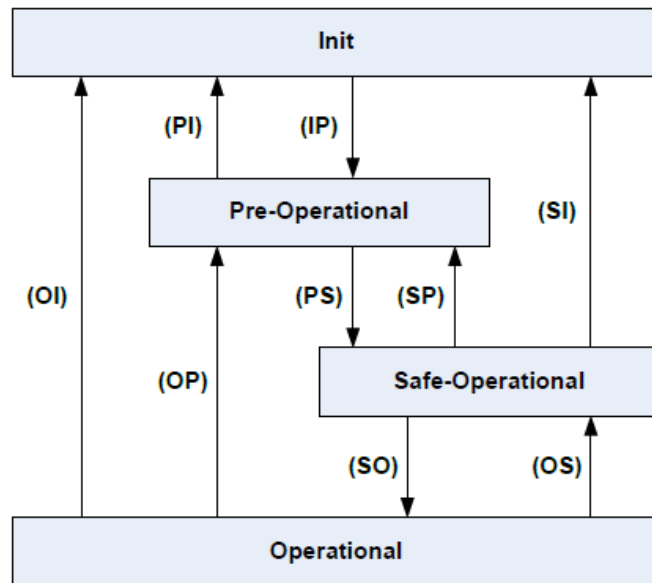 Init
(PI)
(IP)
Pre-Operational
(SI)
(OI)
(PS)
(SP)
(OP)
Safe-Operational
(SO)
(OS)
Operational